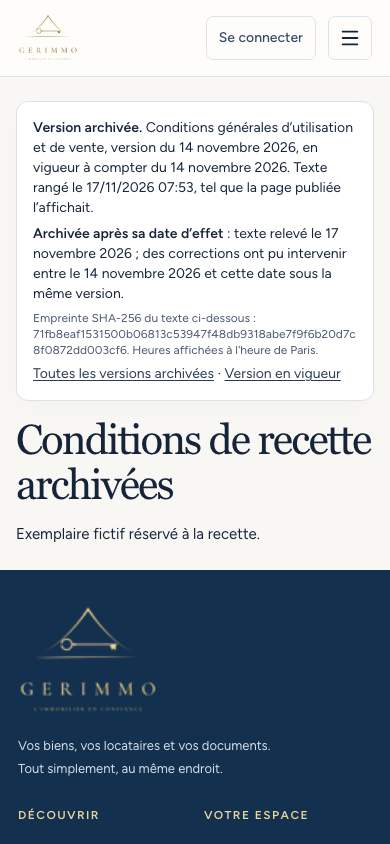 GERIMMO
Se connecter
Version archivée. Conditions générales d’utilisation
et de vente, version du 14 novembre 2026, en
vigueur à compter du 14 novembre 2026. Texte
rangé le 17/11/2026 07:53, tel que la page publiée
l’affichait.
Archivée après sa date d’effet : texte relevé le 17
novembre 2026 ; des corrections ont pu intervenir
entre le 14 novembre 2026 et cette date sous la
même version.
Empreinte SHA-256 du texte ci-dessous :
71fb8eaf1531500b06813c53947f48db9318abe7f9f6b20d7c
8f0872dd003cf6. Heures affichées à l’heure de Paris.
Toutes les versions archivées · Version en vigueur
Conditions de recette
archivées
Exemplaire fictif réservé à la recette.
GERIMMO
L'IMMOBILIER EN CONFIANCE
Vos biens, vos locataires et vos documents.
Tout simplement, au même endroit.
DÉCOUVRIR
VOTRE ESPACE